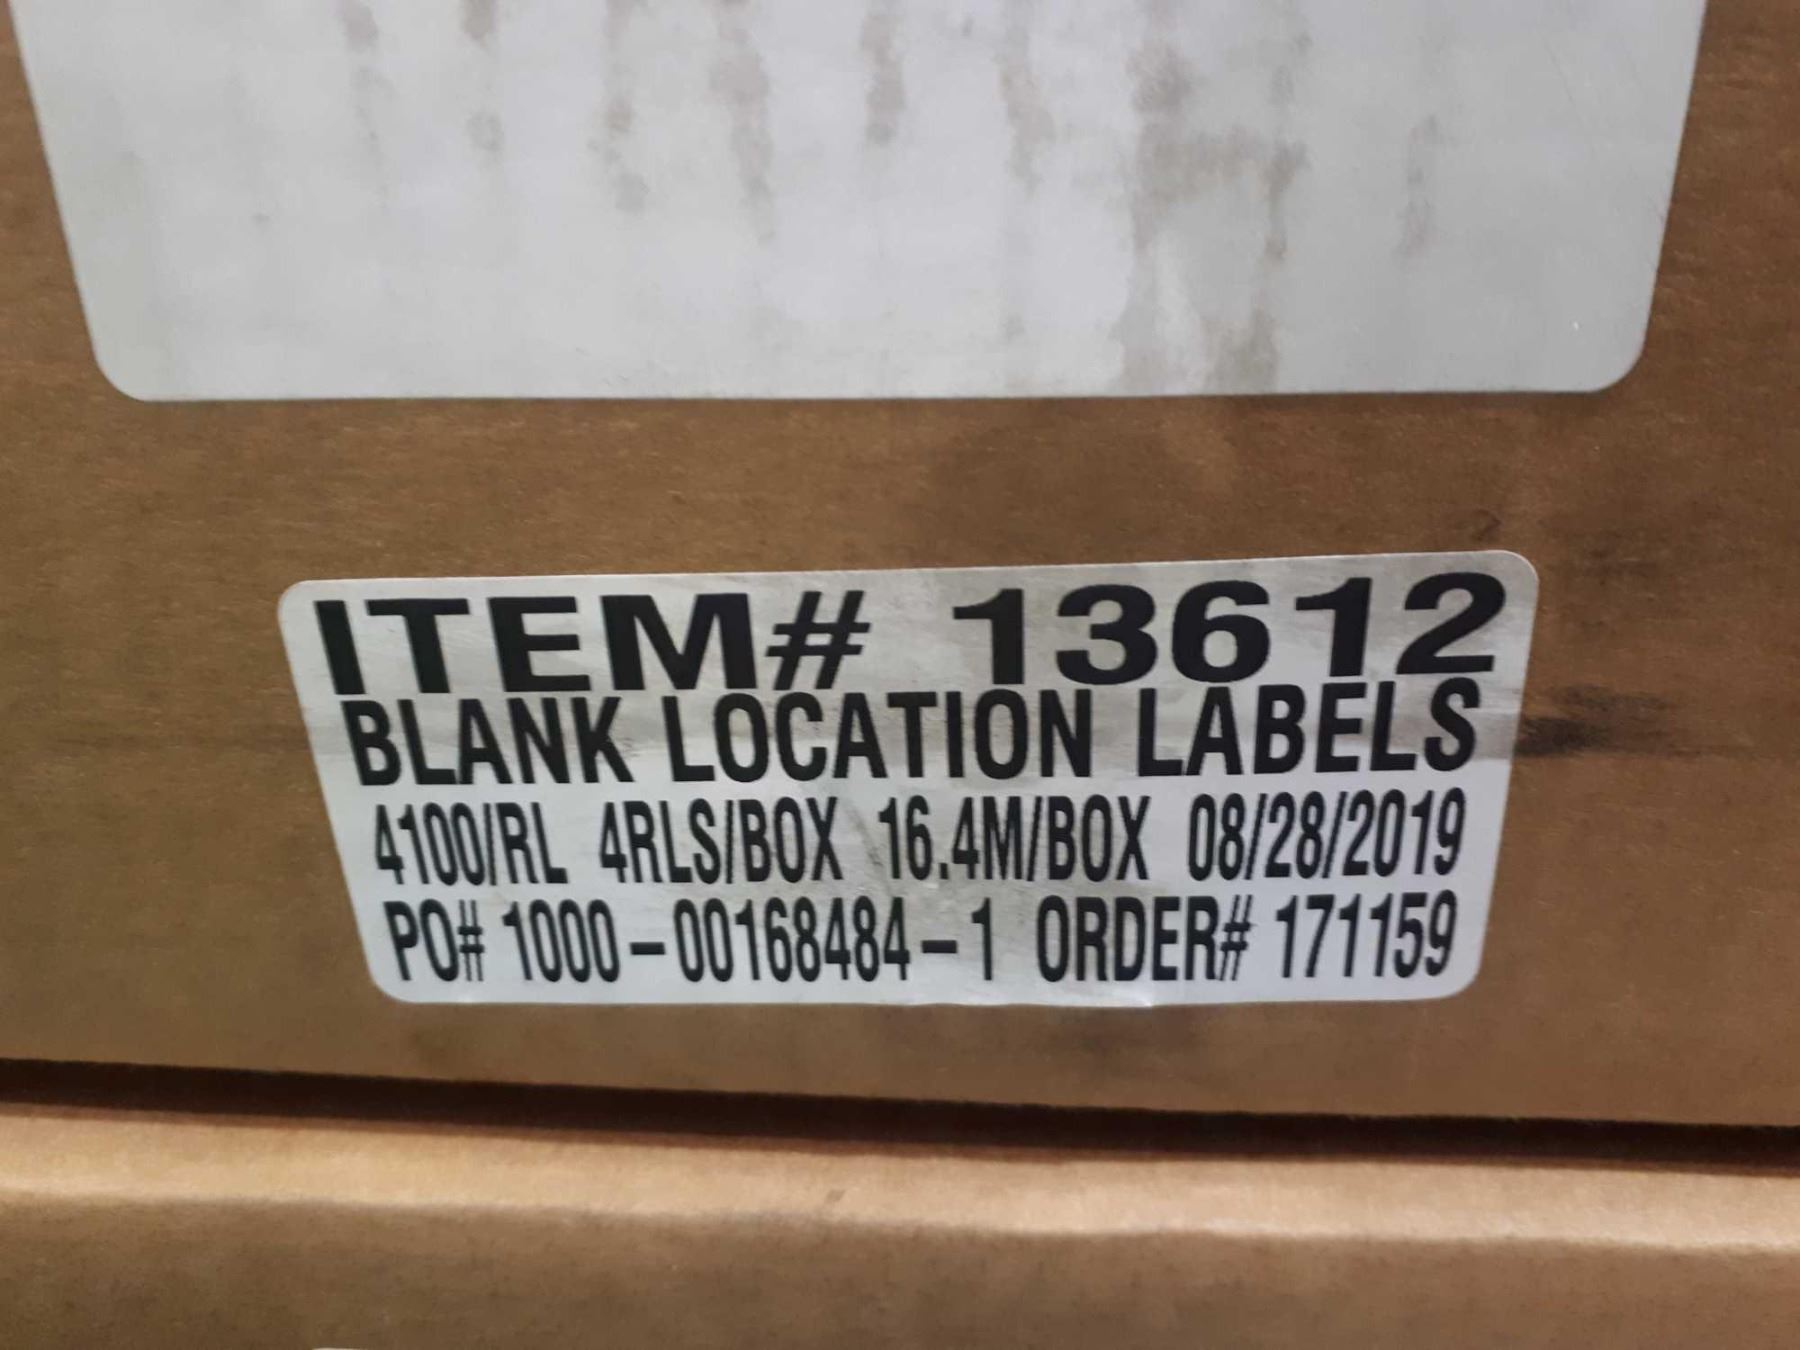 ITEM# 13612
BLANK LOCATION LABELS
4100/RL 4RLS/BOX 16.4M/BOX 08/28/2019
PO# 1000-00168484-1 ORDER# 171159